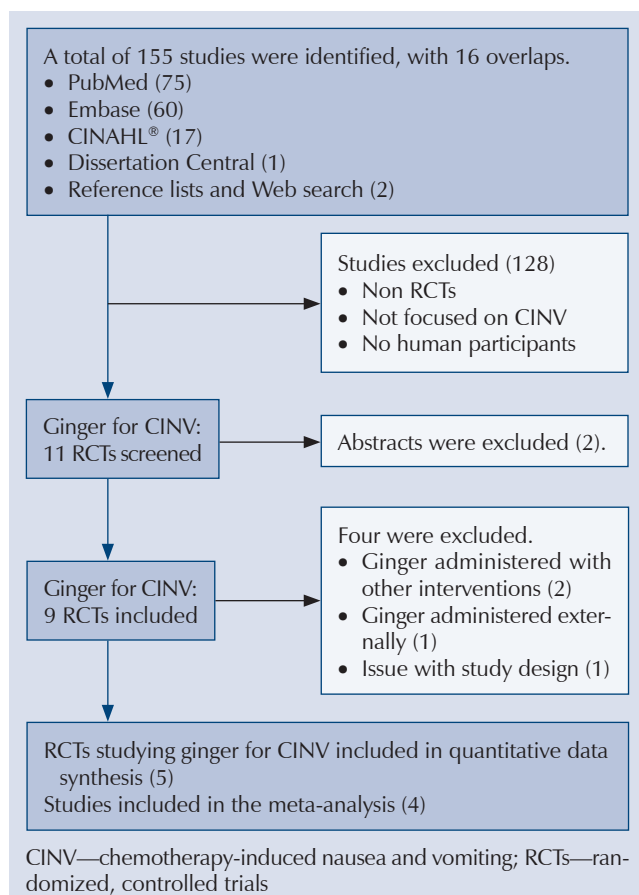 A total of 155 studies were identified, with 16 overlaps.
• PubMed (75)
• Embase (60)
• CINAHL® (17)
• Dissertation Central (1)
• Reference lists and Web search (2)
Studies excluded (128)
• Non RCTs
• Not focused on CINV
• No human participants
Ginger for CINV:
11 RCTs screened
Abstracts were excluded (2).
Four were excluded.
• Ginger administered with
other interventions (2)
• Ginger administered exter-
nally (1)
• Issue with study design (1)
Ginger for CINV:
9 RCTs included
RCTs studying ginger for CINV included in quantitative data
synthesis (5)
Studies included in the meta-analysis (4)
CINV—chemotherapy-induced nausea and vomiting; RCTs—ran-
domized, controlled trials